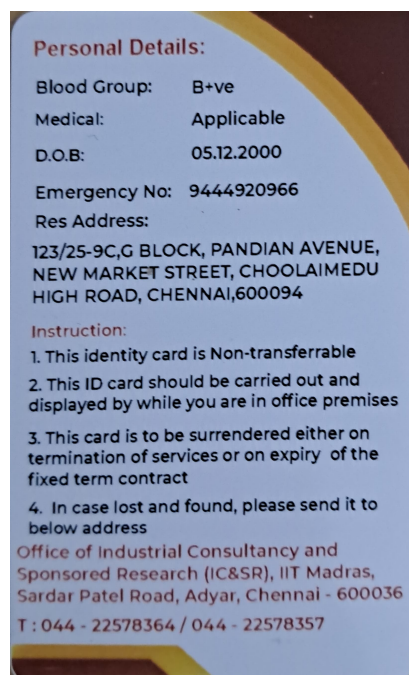 Personal Details:
Blood Group: B+ve
Medical: Applicable
D.O.B: 05.12.2000
Emergency No: 9444920966
Res Address:
123/25-9C,G BLOCK, PANDIAN AVENUE,
NEW MARKET STREET, CHOOLAIMEDU
HIGH ROAD, CHENNAI,600094
Instruction:
1. This identity card is Non-transferrable
2. This ID card should be carried out and
displayed by while you are in office premises
3. This card is to be surrendered either on
termination of services or on expiry of the
fixed term contract
4. In case lost and found, please send it to
below address
Office of Industrial Consultancy and
Sponsored Research (IC&SR), IIT Madras,
Sardar Patel Road, Adyar, Chennai - 600036
T : 044 - 22578364 / 044 - 22578357